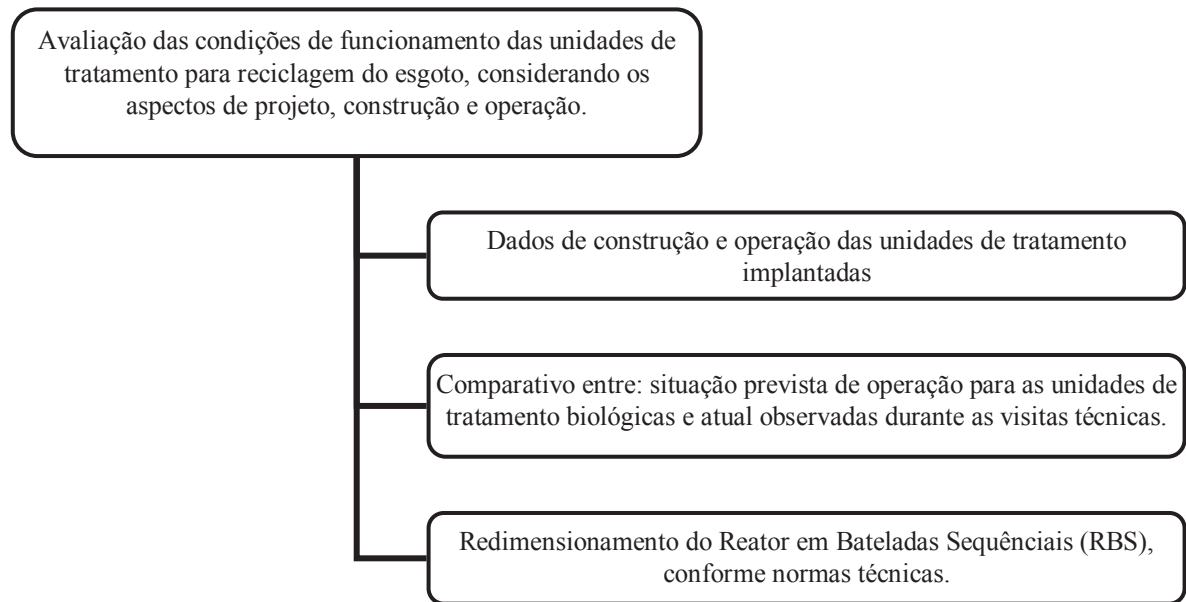 Avaliação das condições de funcionamento das unidades de
tratamento para reciclagem do esgoto, considerando os
aspectos de projeto, construção e operação.
Dados de construção e operação das unidades de tratamento
implantadas
Comparativo entre: situação prevista de operação para as unidades de
tratamento biológicas e atual observadas durante as visitas técnicas.
Redimensionamento do Reator em Bateladas Sequênciais (RBS),
conforme normas técnicas.